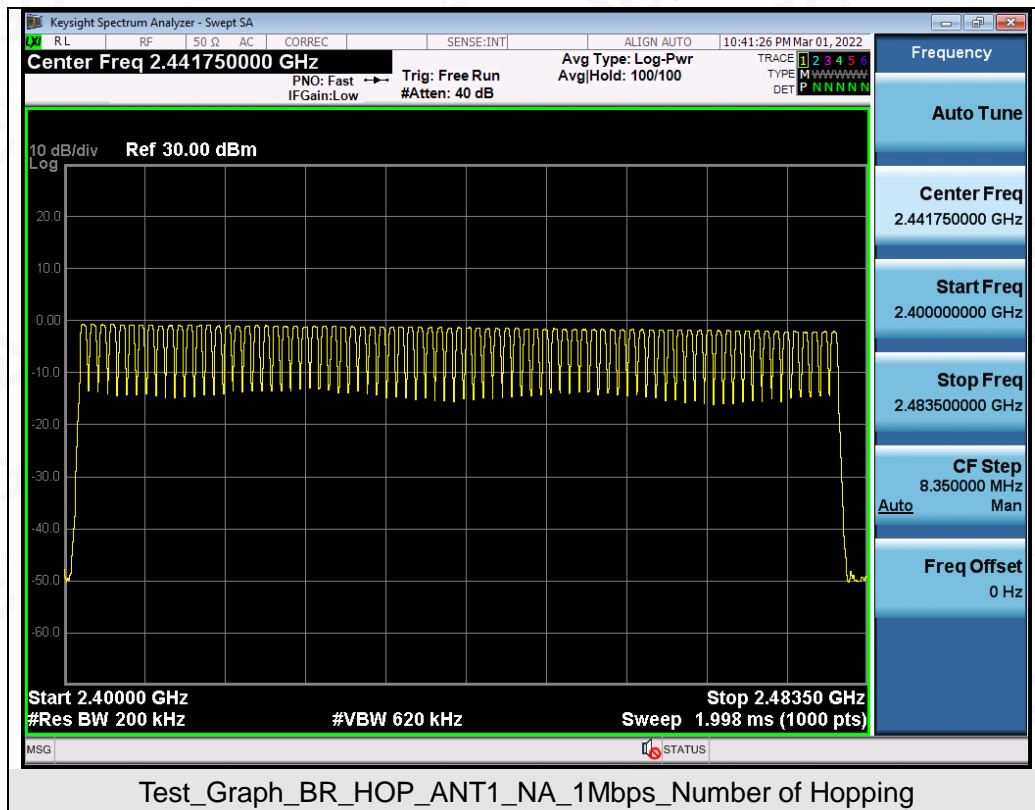 Keysight Spectrum Analyzer - Swept SA
LXI RL RF 50 Ω AC CORREC SENSE:INT ALIGN AUTO 10:41:26 PM Mar 01, 2022
Center Freq 2.441750000 GHz
PNO: Fast
IFGain:Low
Trig: Free Run
#Atten: 40 dB
Avg Type: Log-Pwr
Avg|Hold: 100/100
TRACE 1 2 3 4 5 6
TYPE M WWWWW
DET P N N N N N
10 dB/div Ref 30.00 dBm
Log
20.0
10.0
0.00
-10.0
-20.0
-30.0
-40.0
-50.0
-60.0
Start 2.40000 GHz Stop 2.48350 GHz
#Res BW 200 kHz #VBW 620 kHz Sweep 1.998 ms (1000 pts)
MSG STATUS
Frequency
Auto Tune
Center Freq
2.441750000 GHz
Start Freq
2.400000000 GHz
Stop Freq
2.483500000 GHz
CF Step
8.350000 MHz
Auto Man
Freq Offset
0 Hz
Test_Graph_BR_HOP_ANT1_NA_1Mbps_Number of Hopping